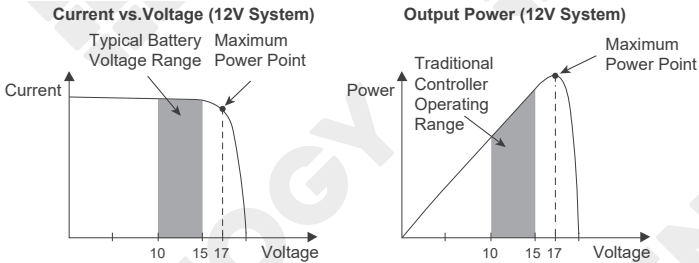 Current vs.Voltage (12V System)
Typical Battery
Voltage Range
Maximum
Power Point
Current
10
15
17
Voltage
Output Power (12V System)
Maximum
Power Point
Traditional
Controller
Operating
Range
Power
10
15
17
Voltage